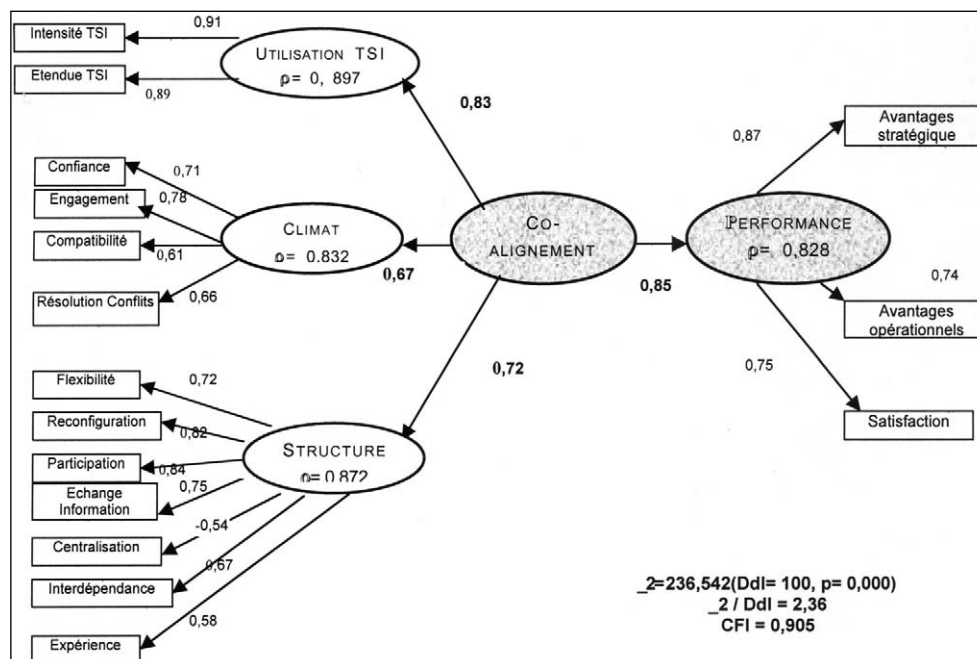 0,91
Intensité TSI
UTILISATION TSI
ρ= 0, 897
Etendue TSI
0,89
0,83
Avantages
stratégique
0,87
Confiance
0,71
Engagement
0,78
CLIMAT
ρ= 0.832
Compatibilité
0,61
0,67
Résolution Conflits
0,66
CO-
ALIGNEMENT
0,85
PERFORMANCE
ρ= 0,828
0,74
Avantages
opérationnels
0,75
Satisfaction
0,72
Flexibilité
0,72
Reconfiguration
0,82
STRUCTURE
ρ= 0.872
Participation
0,84
Echange
Information
0,75
-0,54
Centralisation
0,67
Interdépendance
0,58
Expérience
_2=236,542(Ddl= 100, p= 0,000)
_2 / Ddl = 2,36
CFI = 0,905